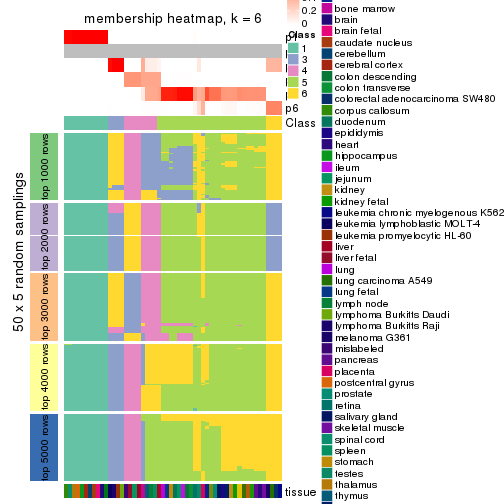 membership heatmap, k = 6
0.2
0
Class
1
3
4
5
6
p6
Class
50 x 5 random samplings
top 1000 rows
top 2000 rows
top 3000 rows
top 4000 rows
top 5000 rows
tissue
bone marrow
brain
brain fetal
caudate nucleus
cerebellum
cerebral cortex
colon descending
colon transverse
colorectal adenocarcinoma SW480
corpus callosum
duodenum
epididymis
heart
hippocampus
ileum
jejunum
kidney
kidney fetal
leukemia chronic myelogenous K562
leukemia lymphoblastic MOLT-4
leukemia promyelocytic HL-60
liver
liver fetal
lung
lung carcinoma A549
lung fetal
lymph node
lymphoma Burkitts Daudi
lymphoma Burkitts Raji
melanoma G361
mislabeled
pancreas
placenta
postcentral gyrus
prostate
retina
salivary gland
skeletal muscle
spinal cord
spleen
stomach
testes
thalamus
thymus